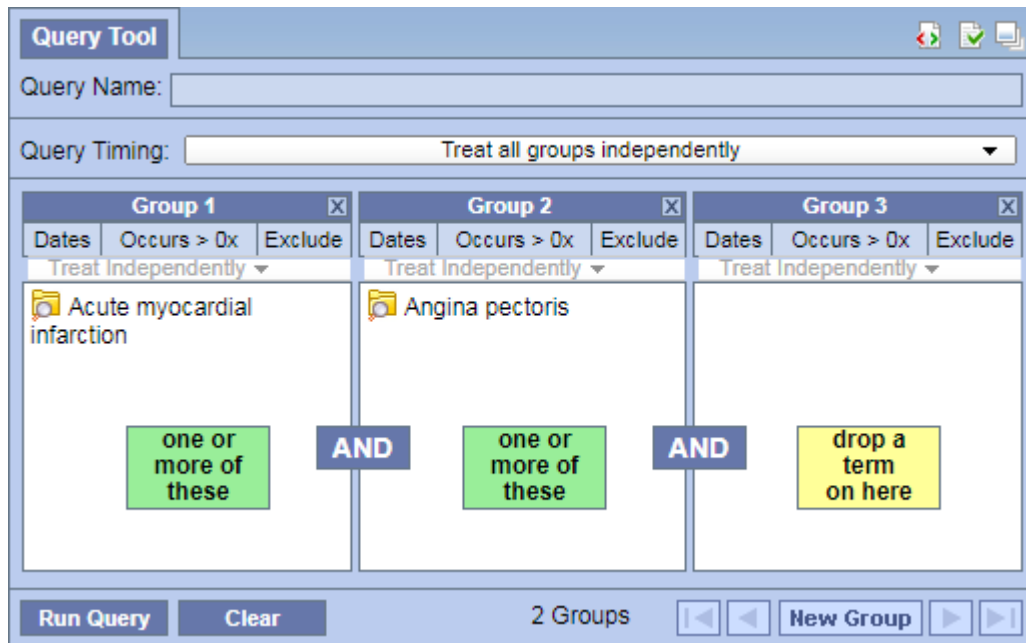 Query Tool
Query Name:
Query Timing: Treat all groups independently
Group 1 X Group 2 X Group 3 X
Dates Occurs > 0x Exclude Dates Occurs > 0x Exclude Dates Occurs > 0x Exclude
Treat Independently Treat Independently Treat Independently
Acute myocardial
infarction
Angina pectoris
one or
more of
these
AND
one or
more of
these
AND
drop a
term
on here
Run Query Clear 2 Groups New Group